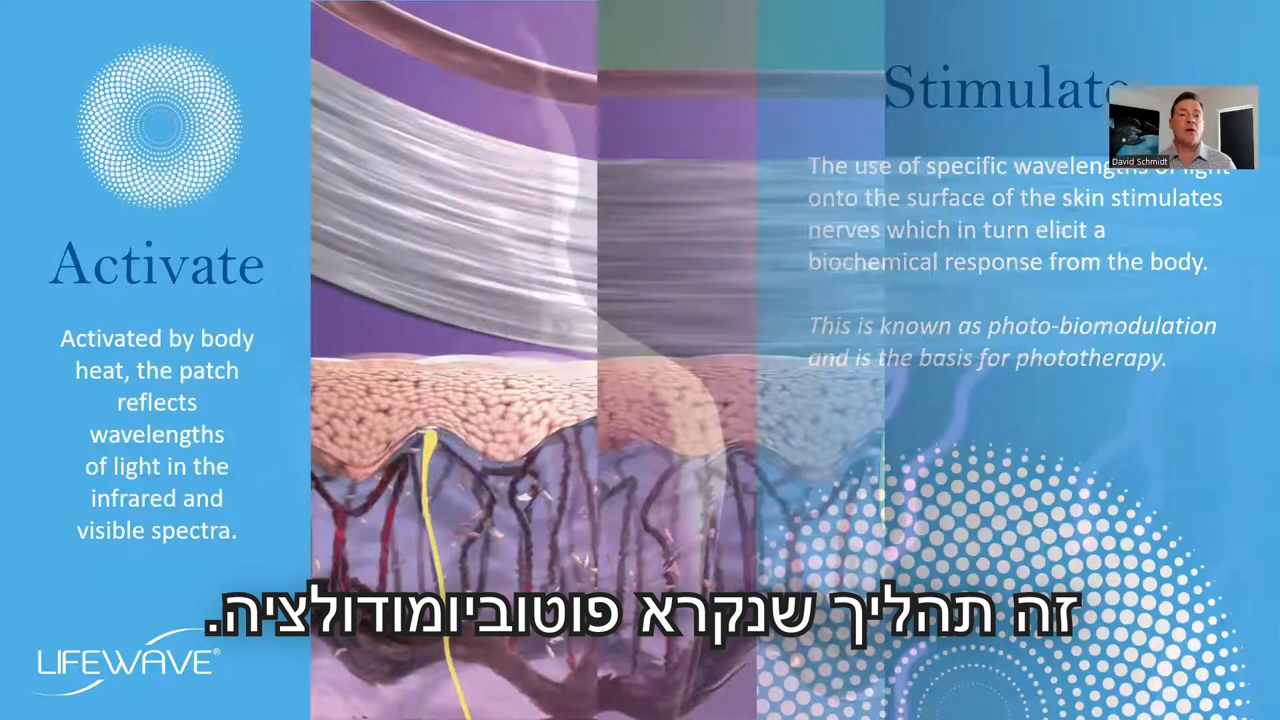 Activate
Activated by body
heat, the patch
reflects
wavelengths
of light in the
infrared and
visible spectra.
LIFEWAVE®
Stimulate
David Schmidt
The use of specific wavelengths of light
onto the surface of the skin stimulates
nerves which in turn elicit a
biochemical response from the body.
This is known as photo-biomodulation
and is the basis for phototherapy.
זה תהליך שנקרא פוטוביומודולציה.